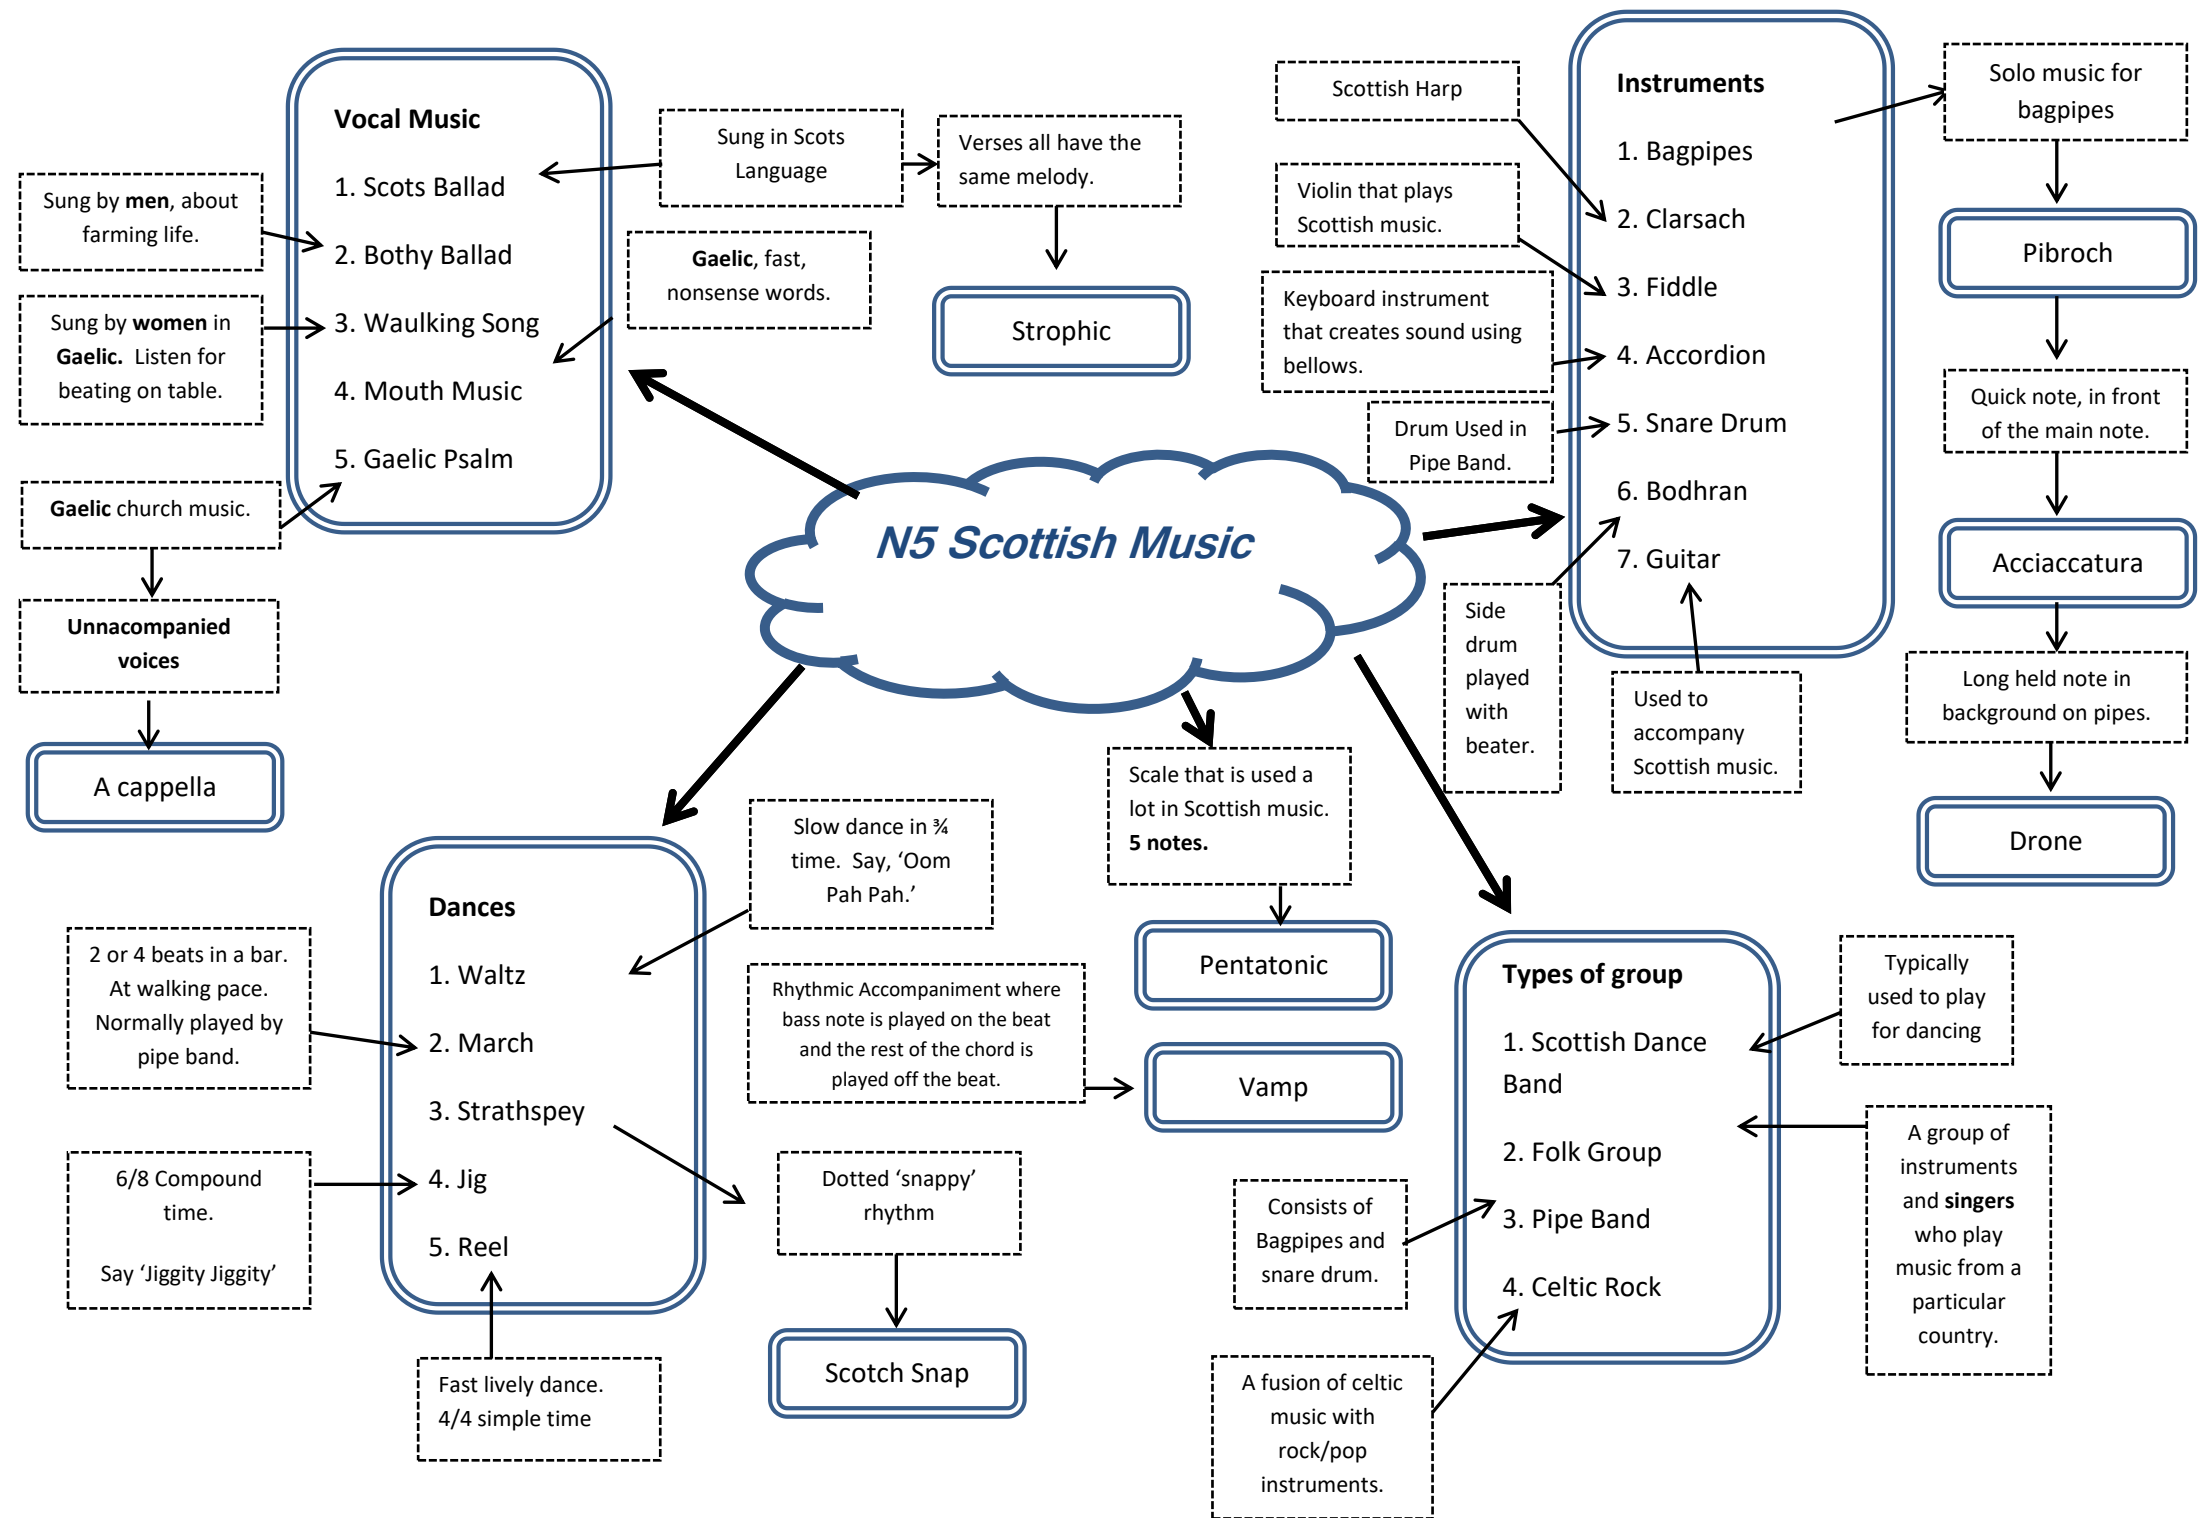 Vocal Music
1. Scots Ballad
2. Bothy Ballad
3. Waulking Song
4. Mouth Music
5. Gaelic Psalm
Sung by men, about
farming life.
Sung by women in
Gaelic.  Listen for
beating on table.
Gaelic church music.
Unnacompanied
voices
A cappella
Sung in Scots
Language
Verses all have the
same melody.
Strophic
Gaelic, fast,
nonsense words.
N5 Scottish Music
Instruments
1. Bagpipes
2. Clarsach
3. Fiddle
4. Accordion
5. Snare Drum
6. Bodhran
7. Guitar
Scottish Harp
Violin that plays
Scottish music.
Keyboard instrument
that creates sound using
bellows.
Drum Used in
Pipe Band.
Side
drum
played
with
beater.
Used to
accompany
Scottish music.
Solo music for
bagpipes
Pibroch
Quick note, in front
of the main note.
Acciaccatura
Long held note in
background on pipes.
Drone
Dances
1. Waltz
2. March
3. Strathspey
4. Jig
5. Reel
Slow dance in ¾
time.  Say, ‘Oom
Pah Pah.’
2 or 4 beats in a bar.
At walking pace.
Normally played by
pipe band.
6/8 Compound
time.
Say ‘Jiggity Jiggity’
Fast lively dance.
4/4 simple time
Dotted ‘snappy’
rhythm
Scotch Snap
Scale that is used a
lot in Scottish music.
5 notes.
Pentatonic
Rhythmic Accompaniment where
bass note is played on the beat
and the rest of the chord is
played off the beat.
Vamp
Types of group
1. Scottish Dance
Band
2. Folk Group
3. Pipe Band
4. Celtic Rock
Typically
used to play
for dancing
A group of
instruments
and singers
who play
music from a
particular
country.
Consists of
Bagpipes and
snare drum.
A fusion of celtic
music with
rock/pop
instruments.